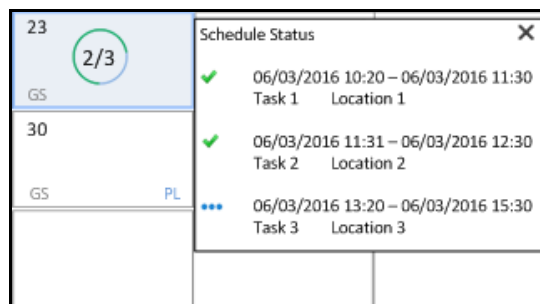 23
2/3
GS
30
GS PL
Schedule Status
06/03/2016 10:20 – 06/03/2016 11:30
Task 1 Location 1
06/03/2016 11:31 – 06/03/2016 12:30
Task 2 Location 2
06/03/2016 13:20 – 06/03/2016 15:30
Task 3 Location 3